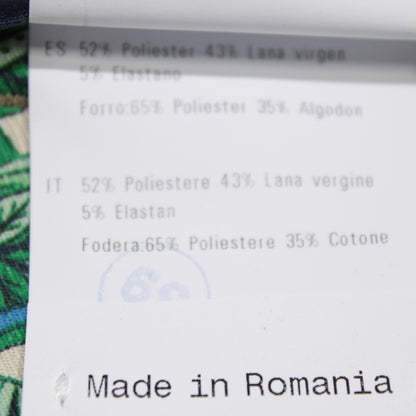 ES 52% Poliester 43% Lana virgen
5% Elastano
Forro:65% Poliester 35% Algodon
IT 52% Poliestere 43% Lana vergine
5% Elastan
Fodera:65% Poliestere 35% Cotone
Made in Romania